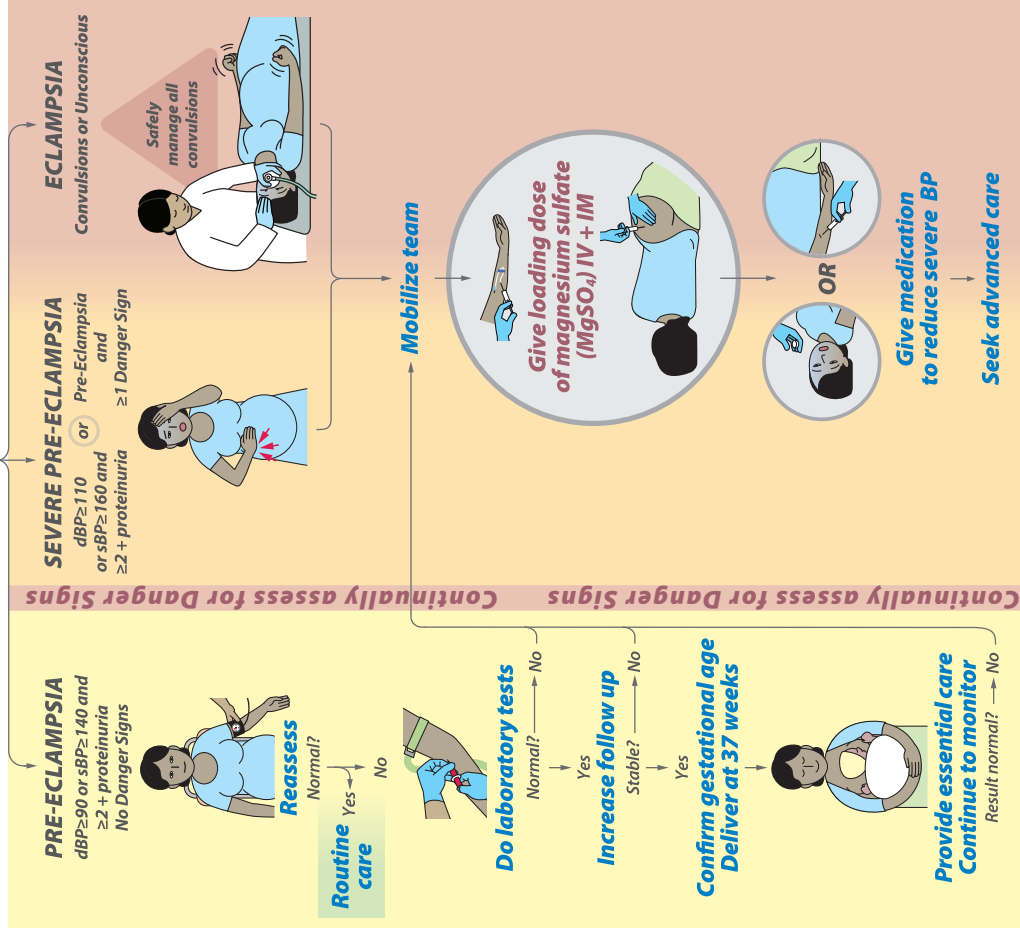 PRE-ECLAMPSIA
dBP≥90 or sBP≥140 and
≥2 + proteinuria
No Danger Signs
Reassess
Normal?
Yes
No
Routine
care
Do laboratory tests
Normal?
No
Yes
Increase follow up
Stable?
No
Yes
Confirm gestational age
Deliver at 37 weeks
Provide essential care
Continue to monitor
Result normal?
No
Continually assess for Danger Signs
Continually assess for Danger Signs
SEVERE PRE-ECLAMPSIA
dBP≥110
or sBP≥160 and
≥2 + proteinuria
or
Pre-Eclampsia
and
≥1 Danger Sign
ECLAMPSIA
Convulsions or Unconscious
Safely
manage all
convulsions
Mobilize team
Give loading dose
of magnesium sulfate
(MgSO₄) IV + IM
OR
Give medication
to reduce severe BP
Seek advanced care